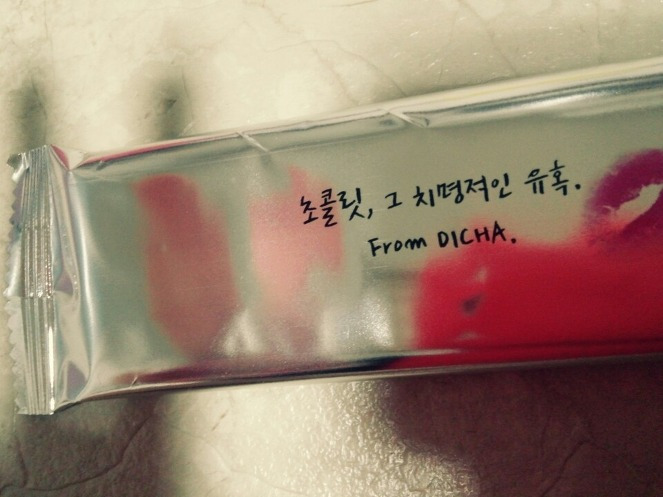 초콜릿, 그 치명적인 유혹.
From DICHA.